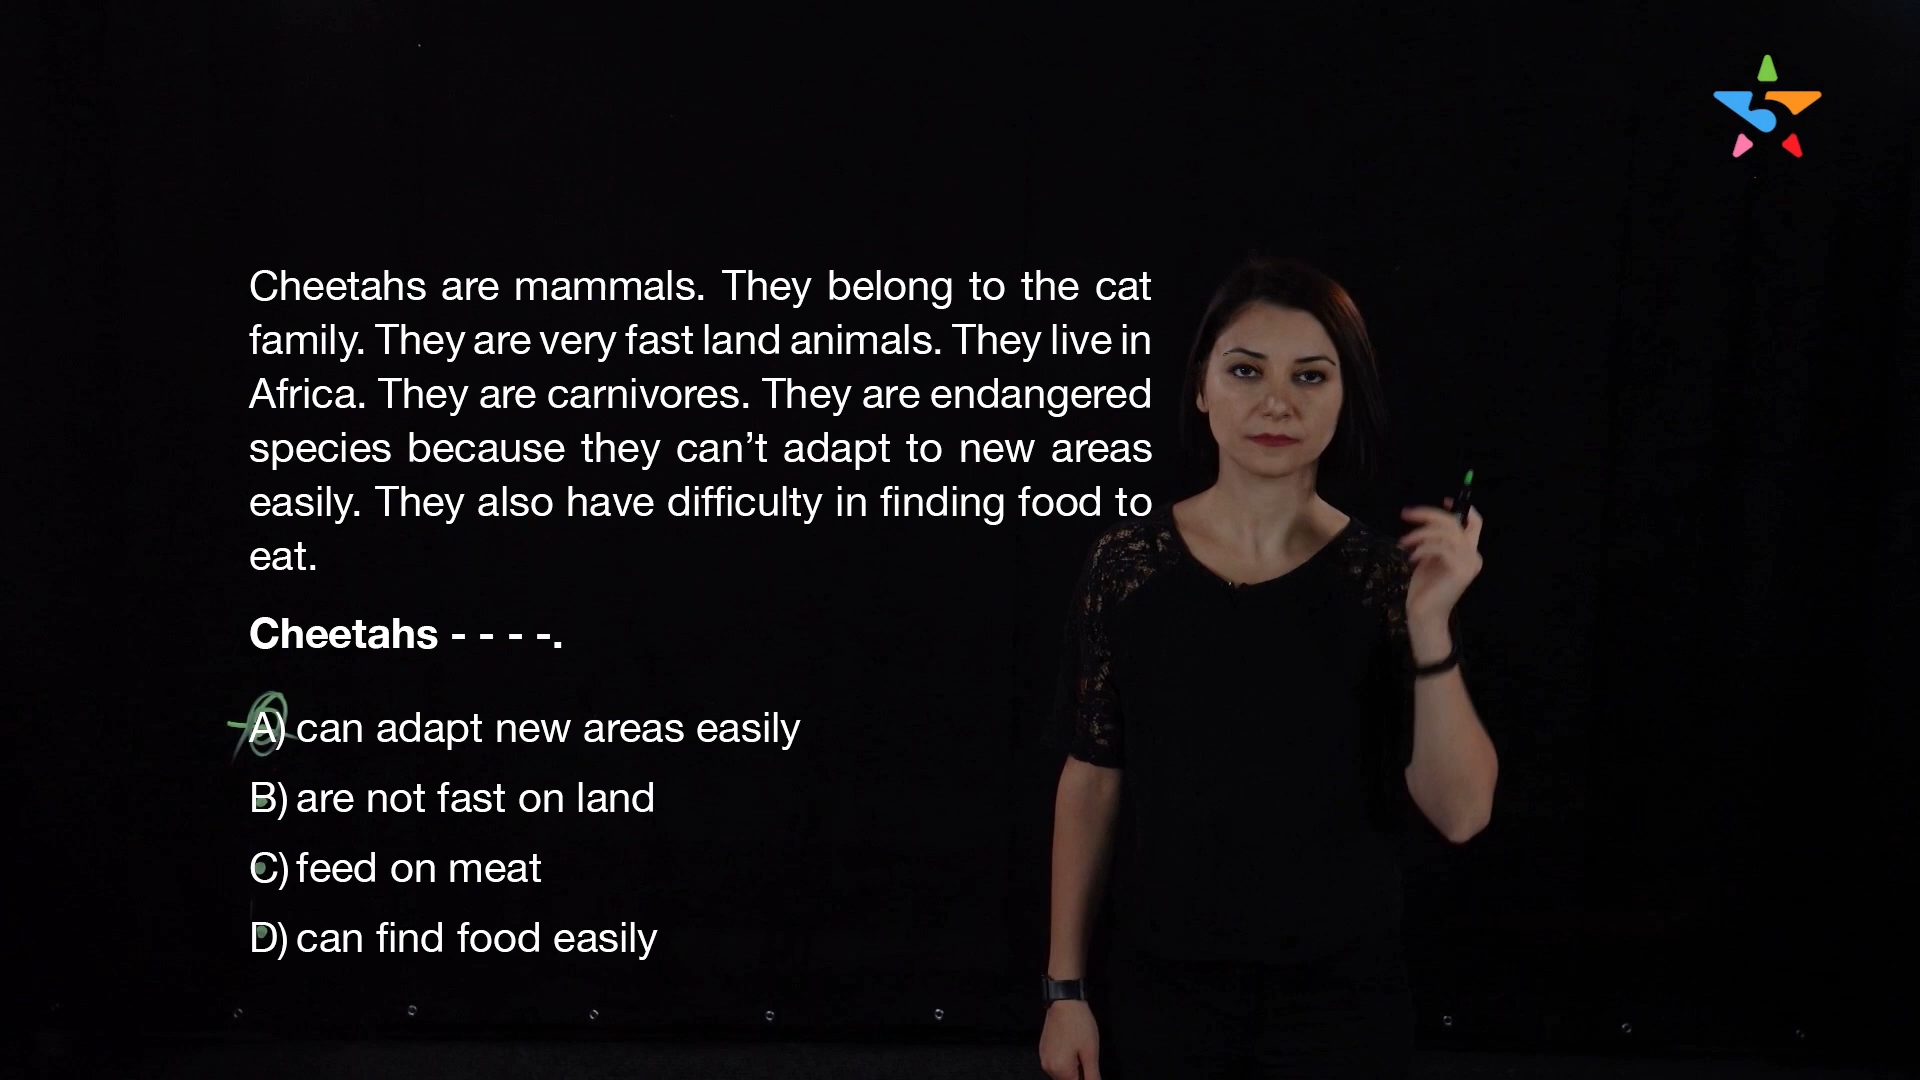 Cheetahs are mammals. They belong to the cat
family. They are very fast land animals. They live in
Africa. They are carnivores. They are endangered
species because they can’t adapt to new areas
easily. They also have difficulty in finding food to
eat.
Cheetahs - - - -.
A) can adapt new areas easily
B) are not fast on land
C) feed on meat
D) can find food easily
5